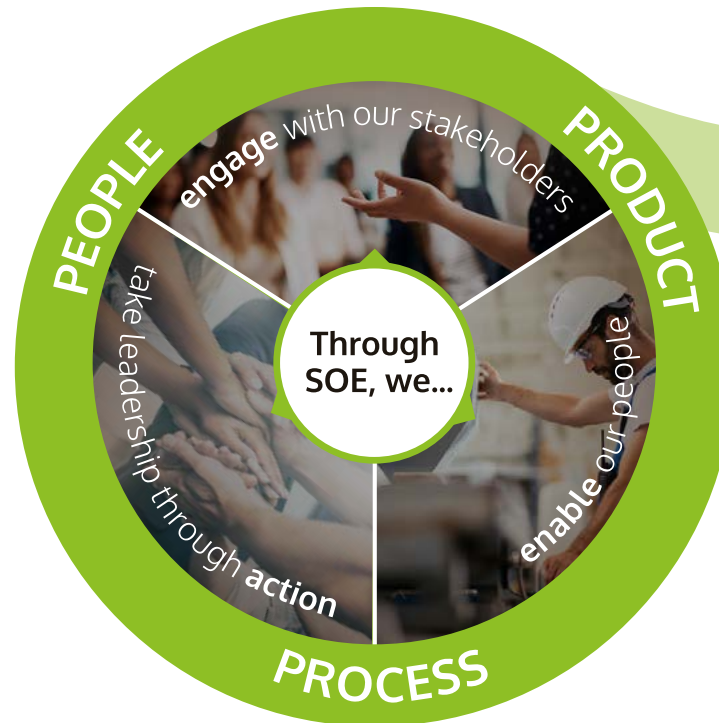 PEOPLE
PRODUCT
PROCESS
engage with our stakeholders
enable our people
take leadership through action
Through
SOE, we...